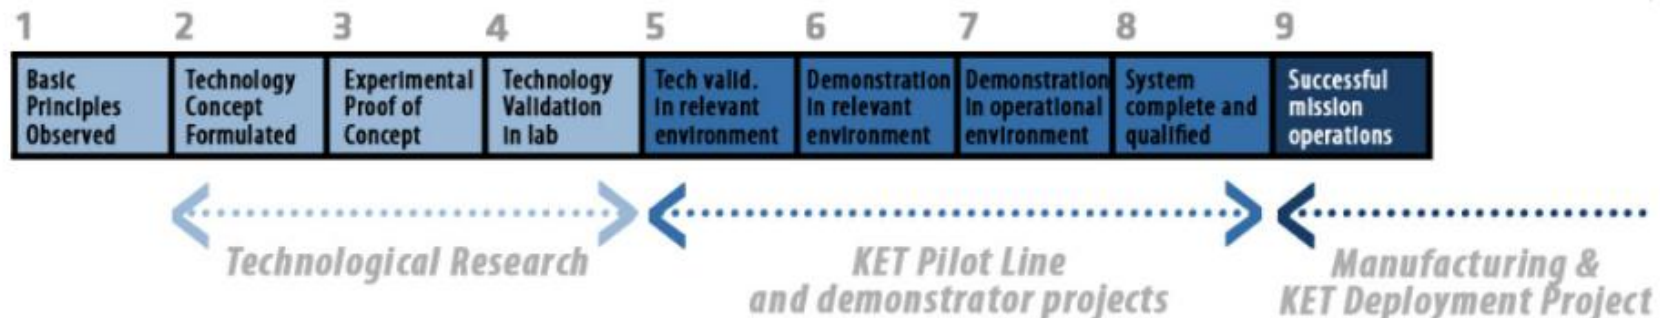 1 2 3 4 5 6 7 8 9
Basic
Principles
Observed
Technology
Concept
Formulated
Experimental
Proof of
Concept
Technology
Validation
in lab
Tech valid.
in relevant
environment
Demonstration
in relevant
environment
Demonstration
in operational
environment
System
complete and
qualified
Successful
mission
operations
Technological Research
KET Pilot Line
and demonstrator projects
Manufacturing &
KET Deployment Project